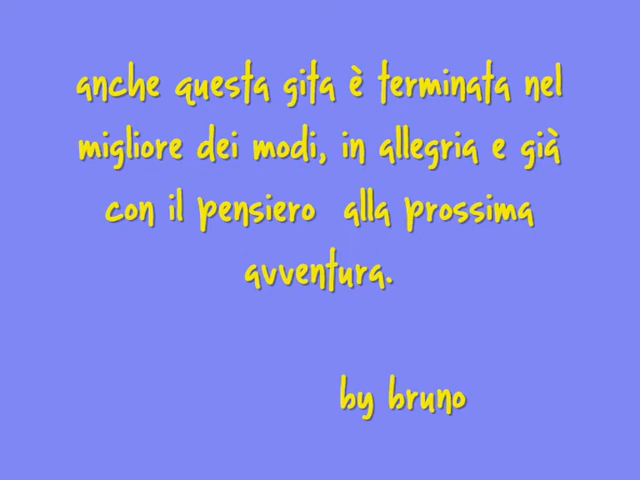 anche questa gita è terminata nel
migliore dei modi, in allegria e già
con il pensiero  alla prossima
avventura.
by bruno